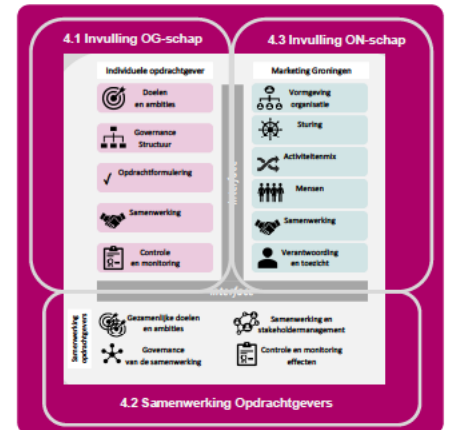 4.1 Invulling OG-schap
4.3 Invulling ON-schap
Individuele opdrachtgever
Doelen
en ambities
Governance
Structuur
Opdrachtformulering
Samenwerking
Controle
en monitoring
Interface
Marketing Groningen
Vormgeving
organisatie
Sturing
Activiteitenmix
Mensen
Samenwerking
Verantwoording
en toezicht
Interface
Samenwerking
opdrachtgevers
Gezamenlijke doelen
en ambities
Samenwerking en
stakeholdermanagement
Governance
van de samenwerking
Controle en monitoring
effecten
4.2 Samenwerking Opdrachtgevers